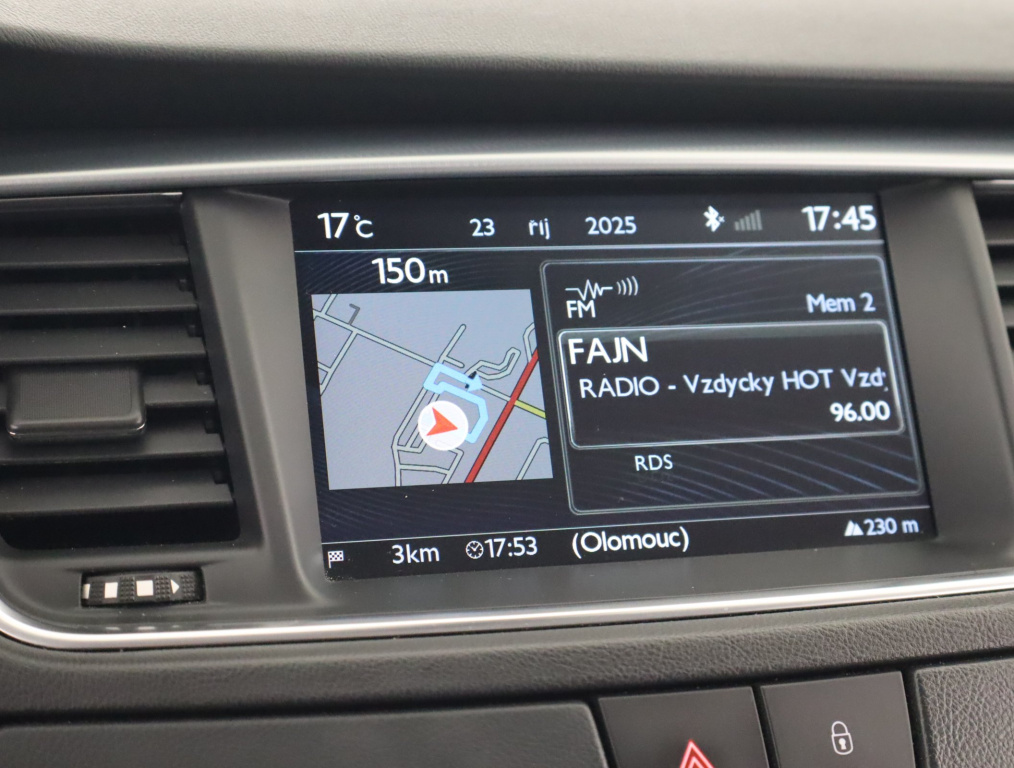 17°C 23 říj 2025 17:45
150 m
FM Mem 2
FAJN
RADIO - Vzdycky HOT Vzd
96.00
RDS
3km 17:53 (Olomouc) 230 m